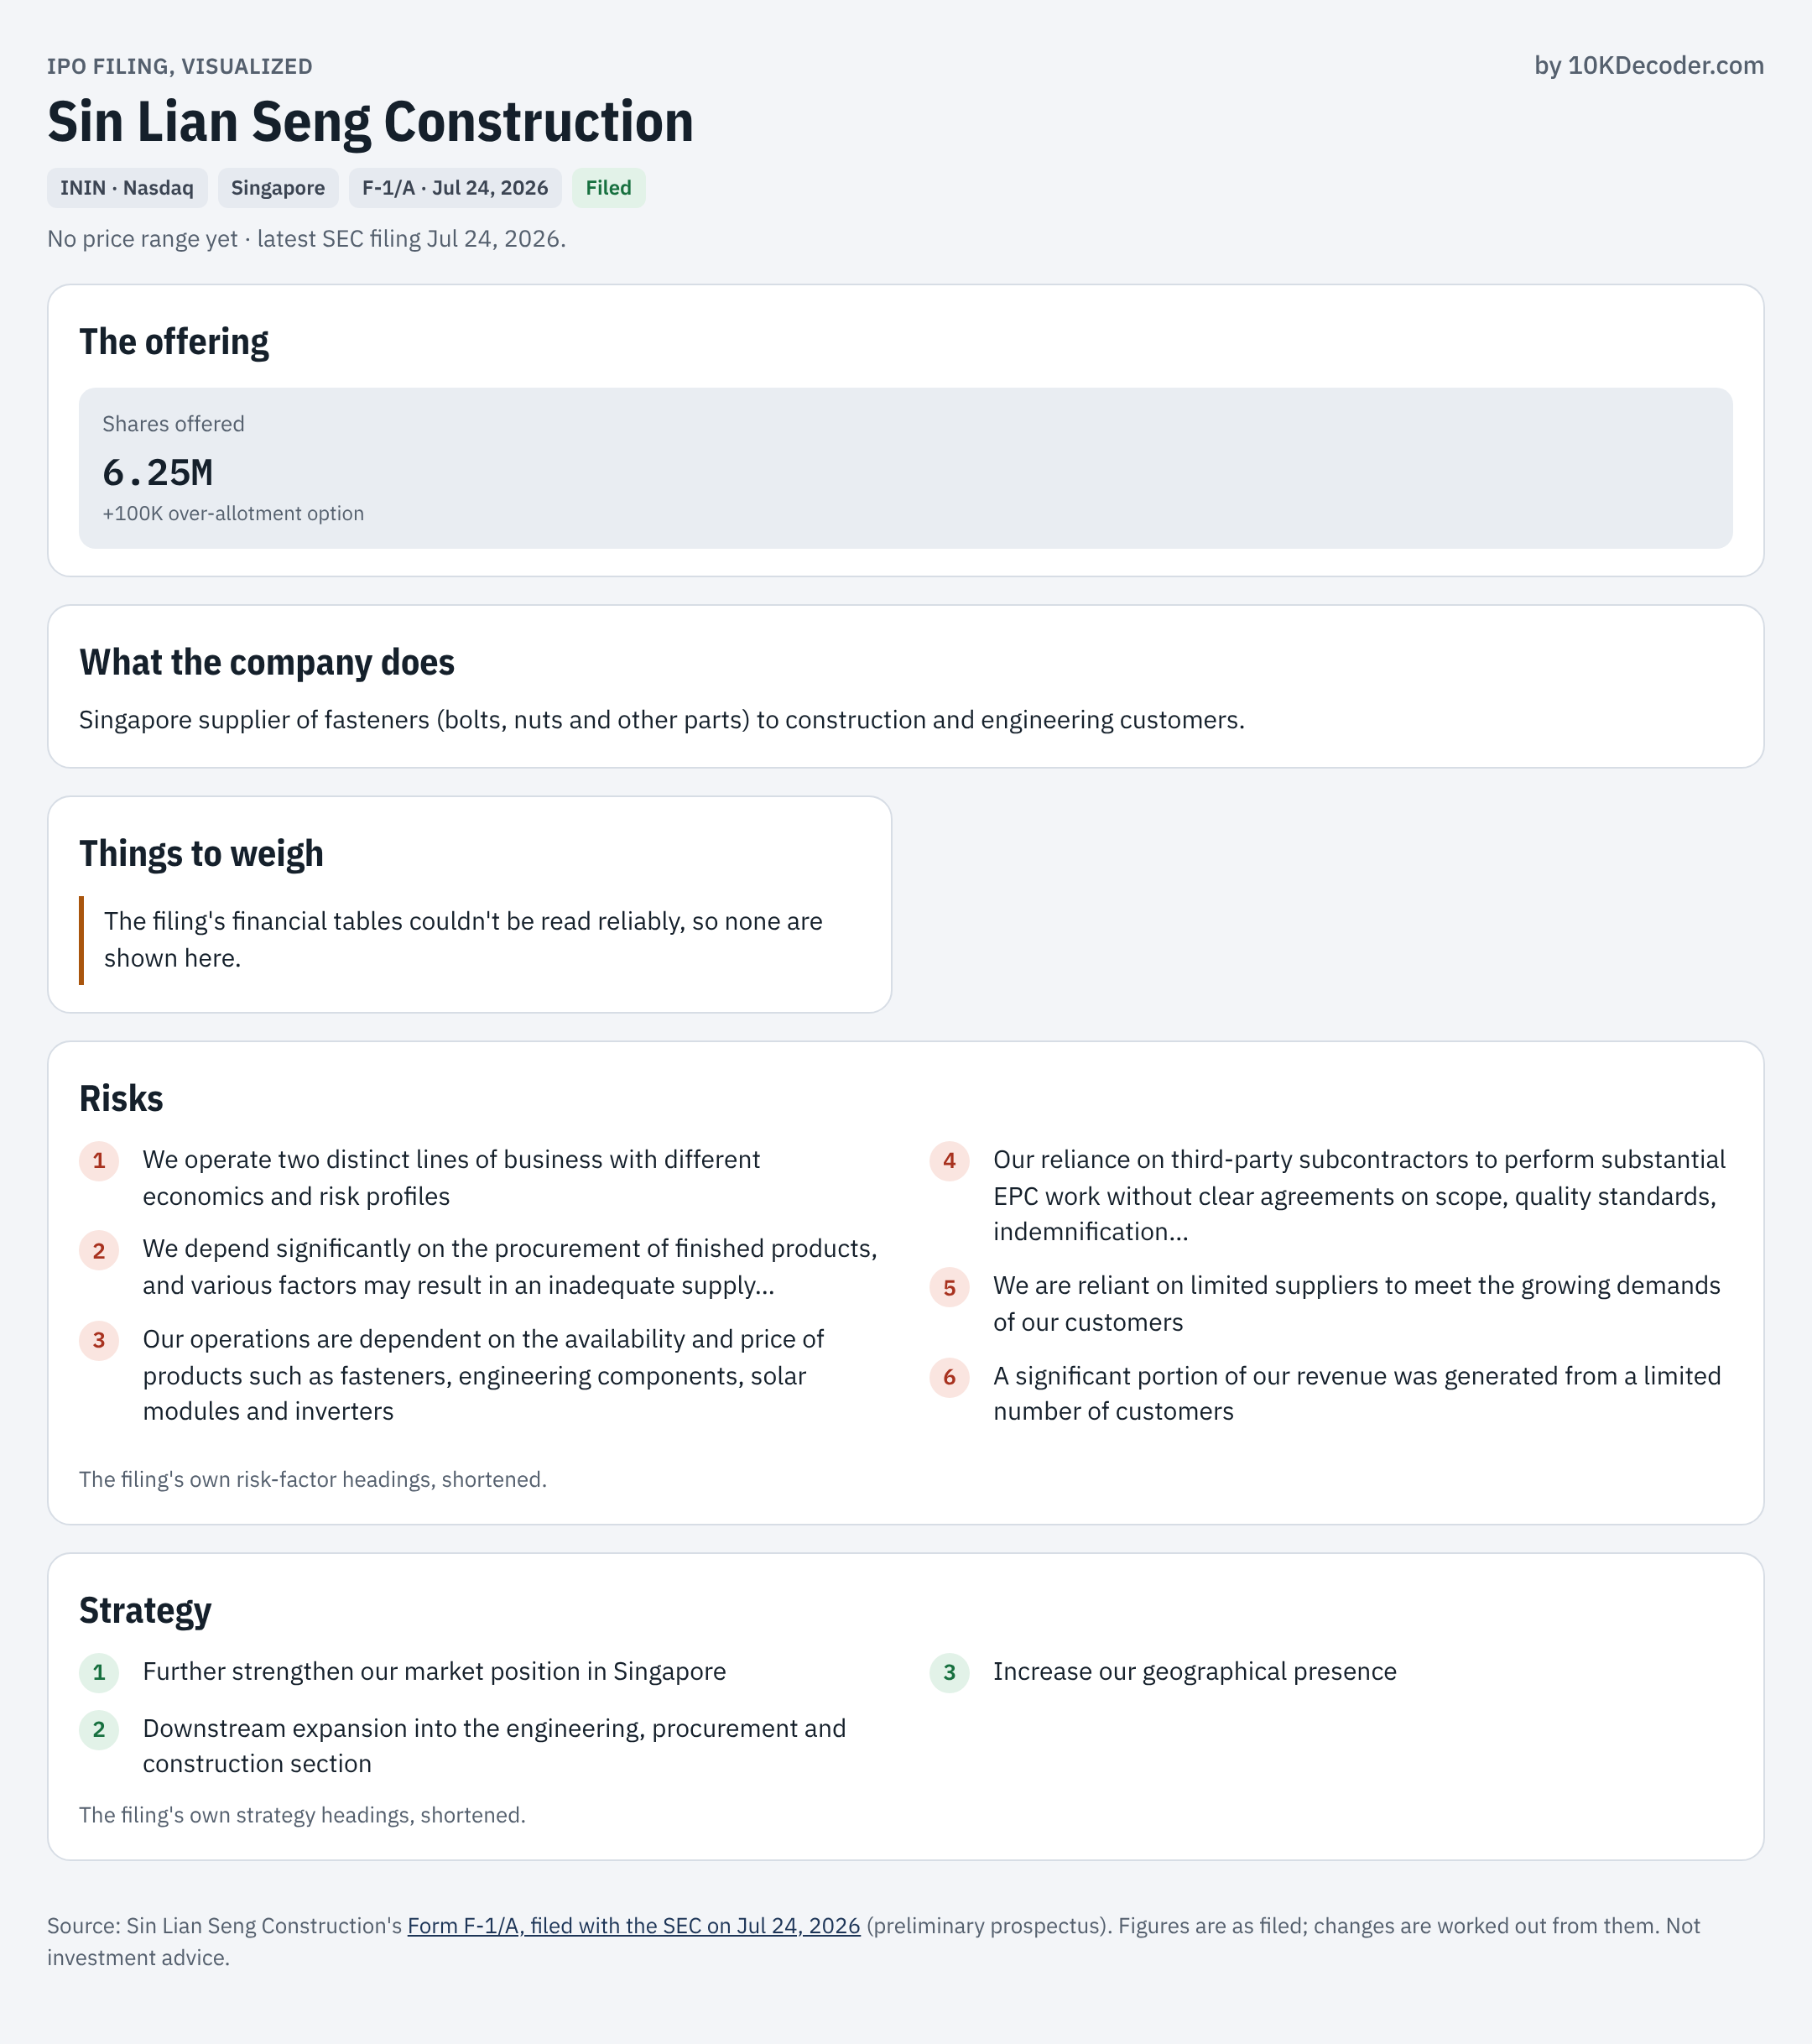 IPO FILING, VISUALIZED
by 10KDecoder.com
Sin Lian Seng Construction
ININ · Nasdaq
Singapore
F-1/A · Jul 24, 2026
Filed
No price range yet · latest SEC filing Jul 24, 2026.
The offering
Shares offered
6.25M
+100K over-allotment option
What the company does
Singapore supplier of fasteners (bolts, nuts and other parts) to construction and engineering customers.
Things to weigh
The filing's financial tables couldn't be read reliably, so none are
shown here.
Risks
1
We operate two distinct lines of business with different
economics and risk profiles
2
We depend significantly on the procurement of finished products,
and various factors may result in an inadequate supply...
3
Our operations are dependent on the availability and price of
products such as fasteners, engineering components, solar
modules and inverters
4
Our reliance on third-party subcontractors to perform substantial
EPC work without clear agreements on scope, quality standards,
indemnification...
5
We are reliant on limited suppliers to meet the growing demands
of our customers
6
A significant portion of our revenue was generated from a limited
number of customers
The filing's own risk-factor headings, shortened.
Strategy
1
Further strengthen our market position in Singapore
2
Downstream expansion into the engineering, procurement and
construction section
3
Increase our geographical presence
The filing's own strategy headings, shortened.
Source: Sin Lian Seng Construction's Form F-1/A, filed with the SEC on Jul 24, 2026 (preliminary prospectus). Figures are as filed; changes are worked out from them. Not
investment advice.